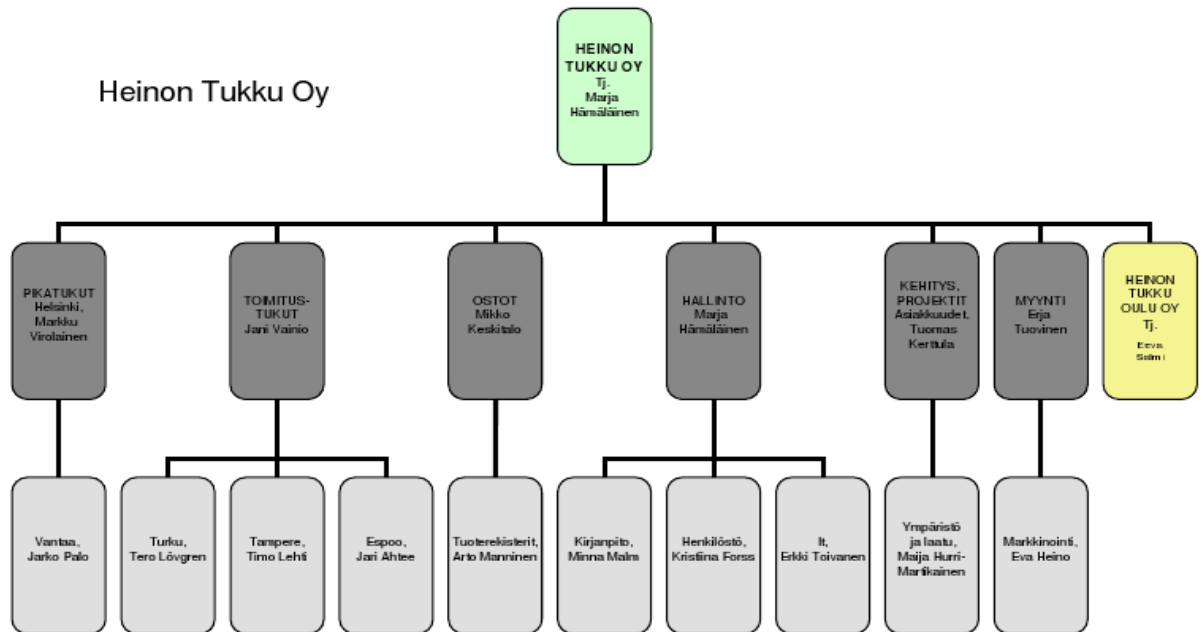 Heinon Tukku Oy
HEINON
TUKKU OY
Tj.
Marja
Hämäläinen
PIKATUKUT
Helsinki,
Markku
Virolainen
TOIMITUS-
TUKUT
Jani Vainio
OSTOT
Mikko
Keskitalo
HALLINTO
Marja
Hämäläinen
KEHITYS,
PROJEKTIT
Asiakkuudet,
Tuomas
Kerttula
MYYNTI
Erja
Tuovinen
HEINON
TUKKU
OULU OY
Tj.
Eeva
Salmi
Vantaa,
Jarko Palo
Turku,
Tero Lövgren
Tampere,
Timo Lehti
Espoo,
Jari Ahtee
Tuoterekisterit,
Arto Manninen
Kirjanpito,
Minna Malm
Henkilöstö,
Kristiina Forss
It,
Erkki Toivanen
Ympäristö
ja laatu,
Maija Hurri-
Martikainen
Markkinointi,
Eva Heino